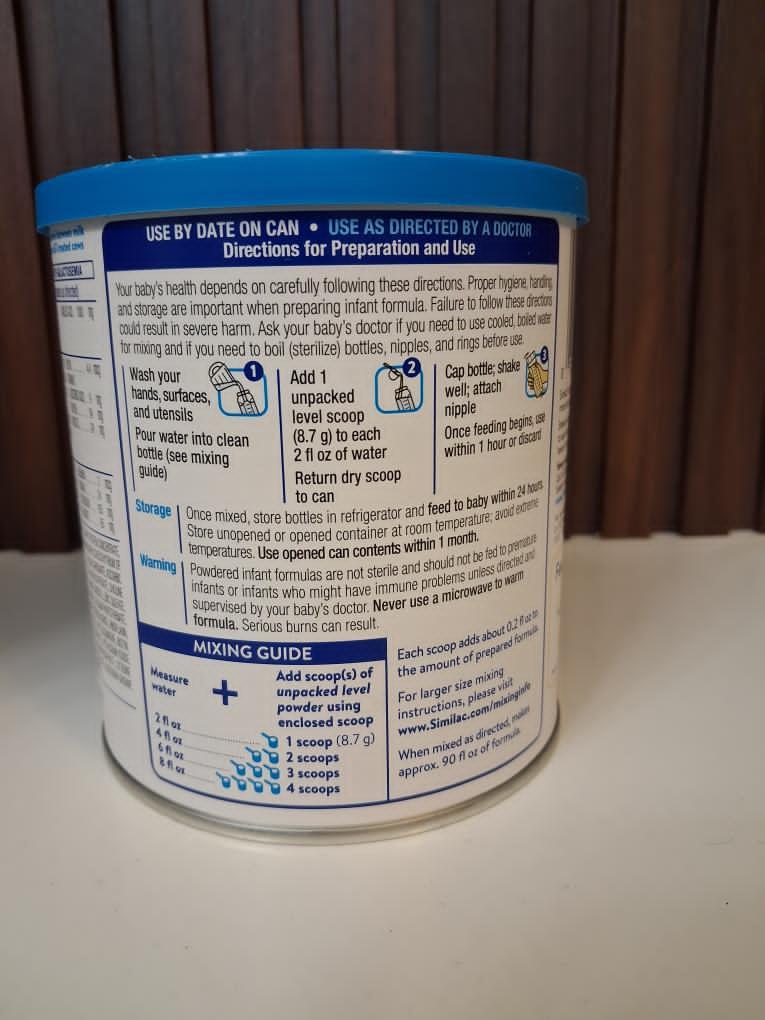 USE BY DATE ON CAN • USE AS DIRECTED BY A DOCTOR
Directions for Preparation and Use
Your baby's health depends on carefully following these directions. Proper hygiene, handling,
and storage are important when preparing infant formula. Failure to follow these directions
could result in severe harm. Ask your baby's doctor if you need to use cooled, boiled water
for mixing and if you need to boil (sterilize) bottles, nipples, and rings before use.
1
Wash your
hands, surfaces,
and utensils
Pour water into clean
bottle (see mixing
guide)
2
Add 1
unpacked
level scoop
(8.7 g) to each
2 fl oz of water
Return dry scoop
to can
3
Cap bottle; shake
well; attach
nipple
Once feeding begins, use
within 1 hour or discard
Storage
Once mixed, store bottles in refrigerator and feed to baby within 24 hours.
Store unopened or opened container at room temperature; avoid extreme
temperatures. Use opened can contents within 1 month.
Warning
Powdered infant formulas are not sterile and should not be fed to premature
infants or infants who might have immune problems unless directed and
supervised by your baby's doctor. Never use a microwave to warm
formula. Serious burns can result.
MIXING GUIDE
Measure
water
+
Add scoop(s) of
unpacked level
powder using
enclosed scoop
2 fl oz 1 scoop (8.7 g)
4 fl oz 2 scoops
6 fl oz 3 scoops
8 fl oz 4 scoops
Each scoop adds about 0.2 fl oz to
the amount of prepared formula.
For larger size mixing
instructions, please visit
www.Similac.com/mixinginfo
When mixed as directed, makes
approx. 90 fl oz of formula.